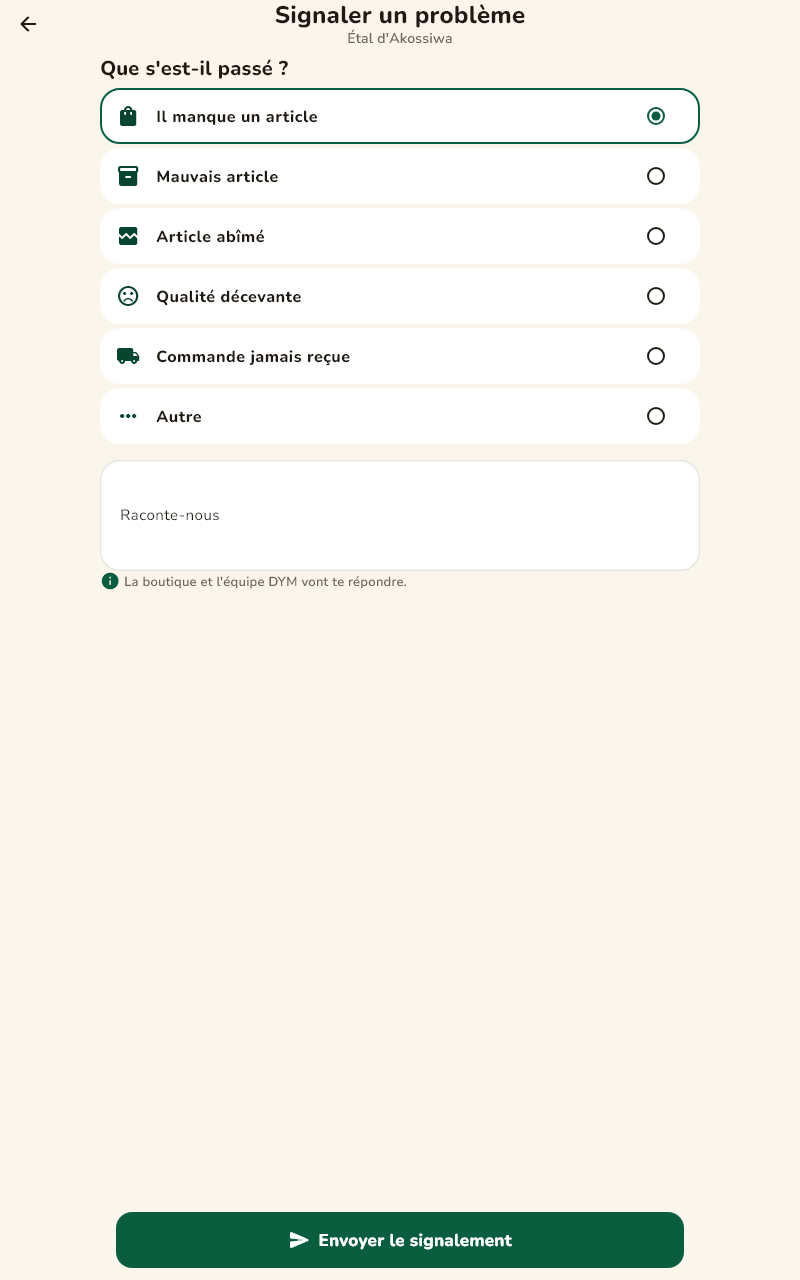 Signaler un problème
Étal d'Akossiwa
Que s'est-il passé ?
Il manque un article
Mauvais article
Article abîmé
Qualité décevante
Commande jamais reçue
Autre
Raconte-nous
La boutique et l'équipe DYM vont te répondre.
Envoyer le signalement